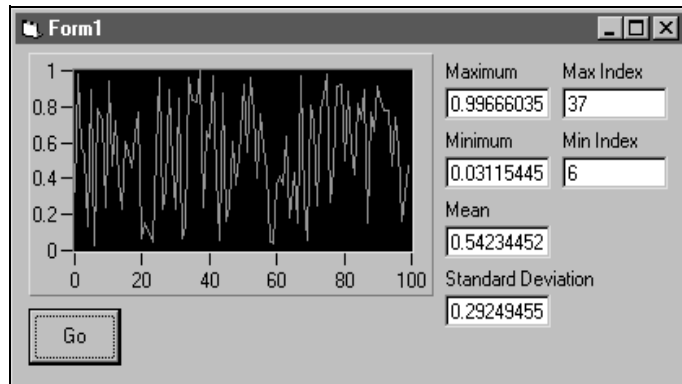 Form1
1
0.8
0.6
0.4
0.2
0
0 20 40 60 80 100
Maximum Max Index
0.99666035 37
Minimum Min Index
0.03115445 6
Mean
0.54234452
Standard Deviation
0.29249455
Go